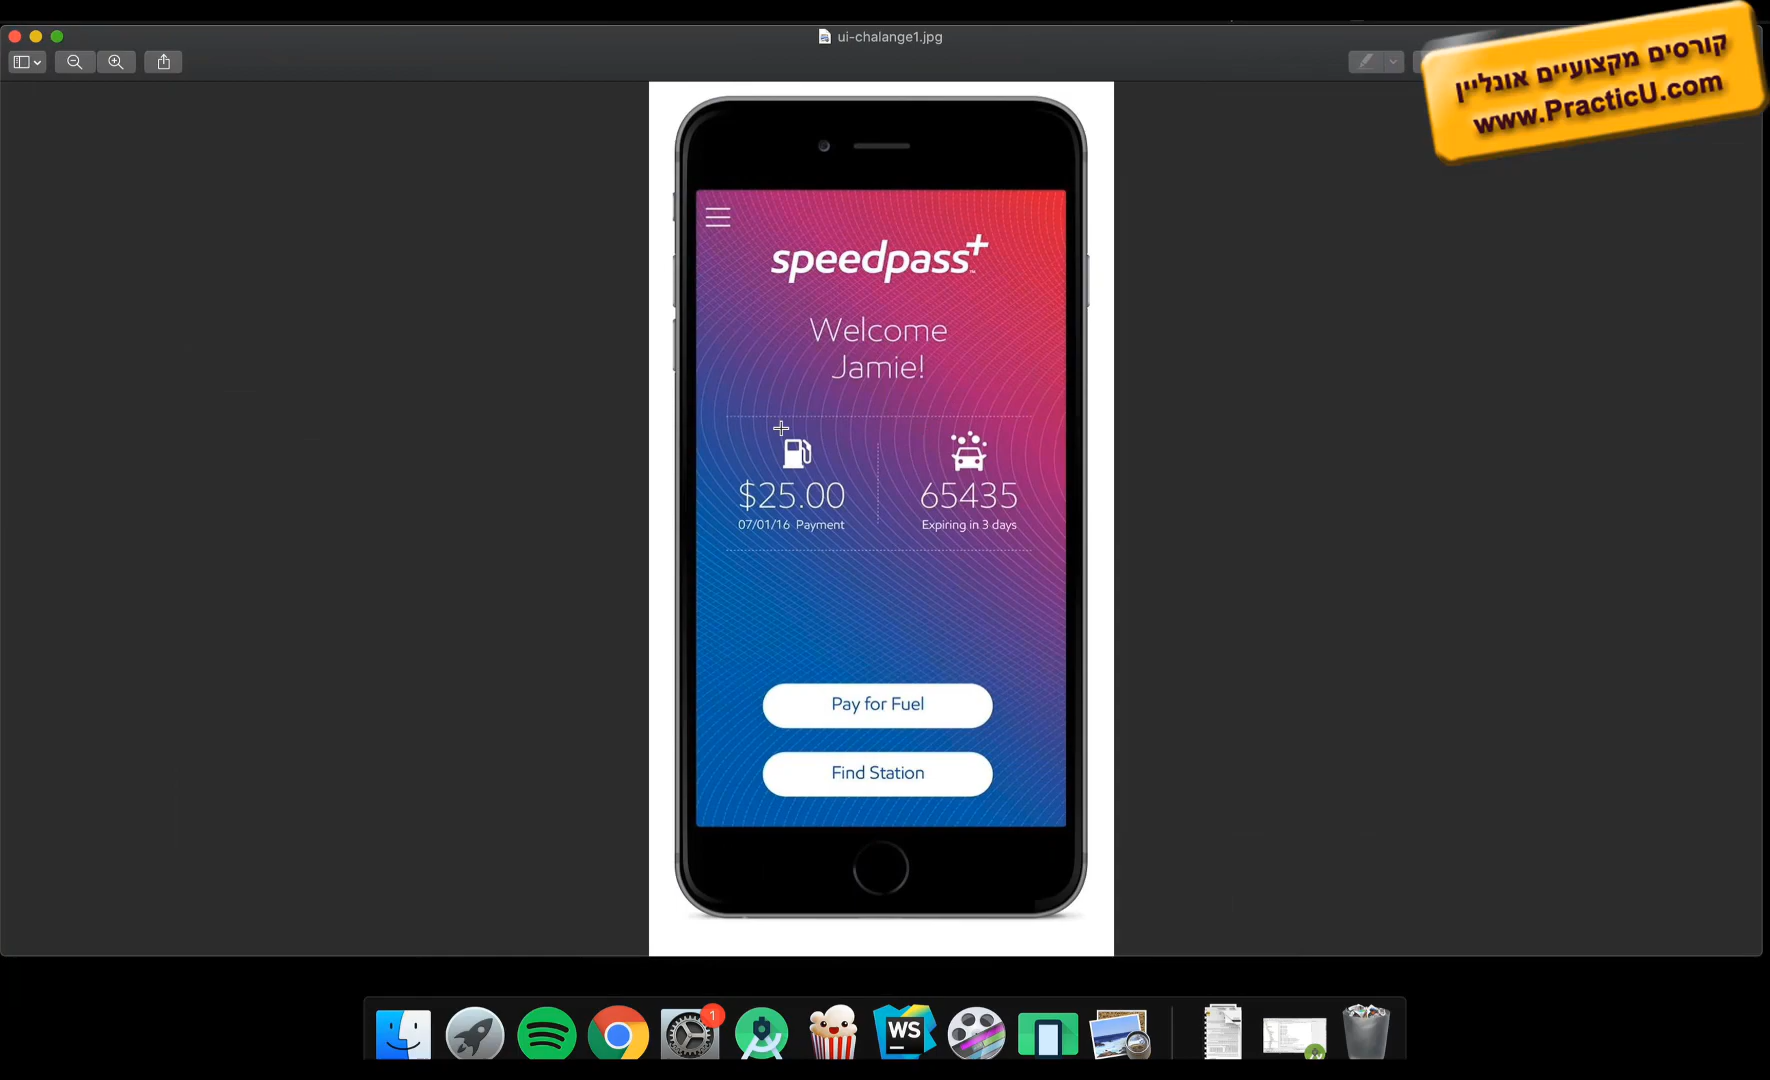 ui-chalange1.jpg
קורסים מקצועיים אונליין
www.PracticU.com
speedpass+™
Welcome
Jamie!
$25.00
65435
07/01/16 Payment
Expiring in 3 days
Pay for Fuel
Find Station
1
WS